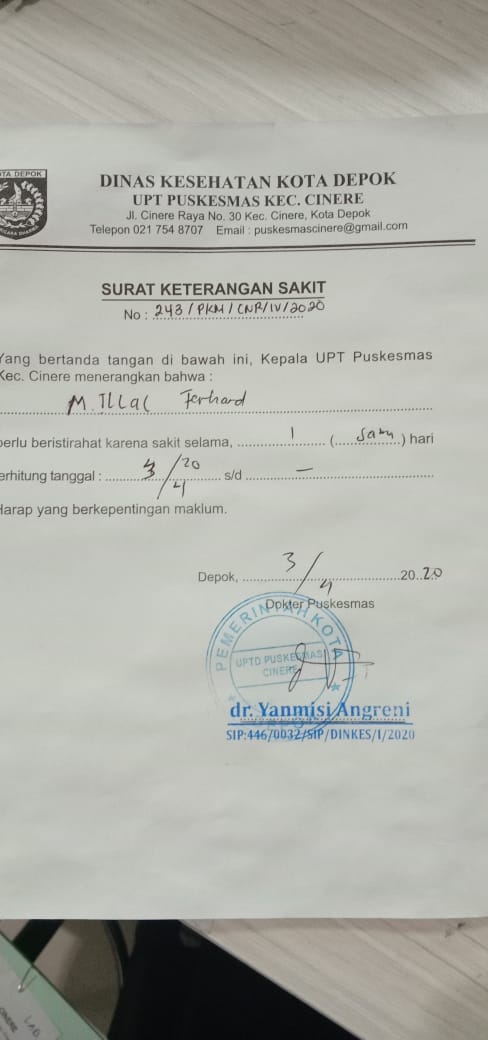 TA DEPOK
DINAS KESEHATAN KOTA DEPOK
UPT PUSKESMAS KEC. CINERE
Jl. Cinere Raya No. 30 Kec. Cinere, Kota Depok
Telepon 021 754 8707 Email : puskesmascinere@gmail.com
SURAT KETERANGAN SAKIT
No : 243 / PKM / CNR / IV / 2020
Yang bertanda tangan di bawah ini, Kepala UPT Puskesmas
Kec. Cinere menerangkan bahwa :
M. Ferhard
perlu beristirahat karena sakit selama, 1 (satu) hari
erhitung tanggal : 3/4 20 s/d —
Harap yang berkepentingan maklum.
Depok, 3/4 2020
Dokter Puskesmas
PEMERINTAH KOTA
UPTD PUSKESMAS
CINERE
dr. Yanmisi Angreni
SIP:446/0032/SIP/DINKES/I/2020
LAB